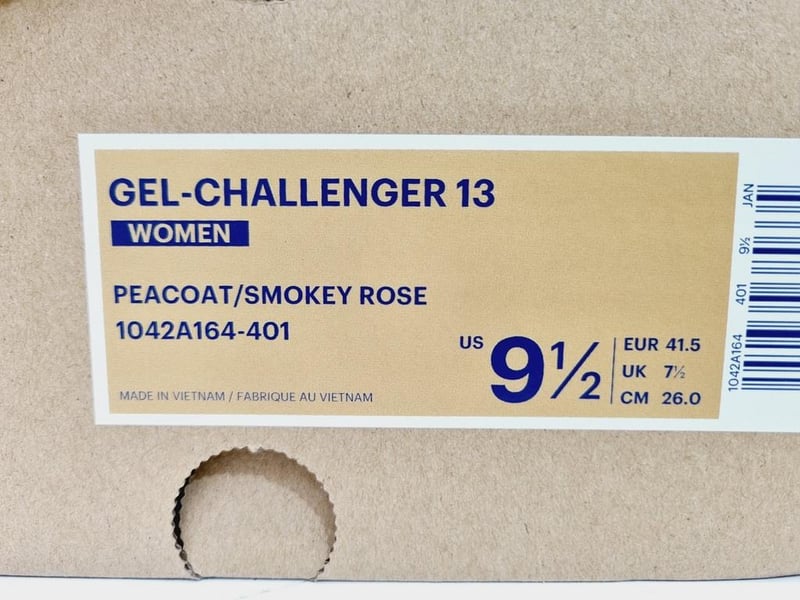 GEL-CHALLENGER 13
WOMEN
PEACOAT/SMOKEY ROSE
1042A164-401
US 9½
EUR 41.5
UK 7½
CM 26.0
MADE IN VIETNAM / FABRIQUE AU VIETNAM
1042A164 401 9½ JAN